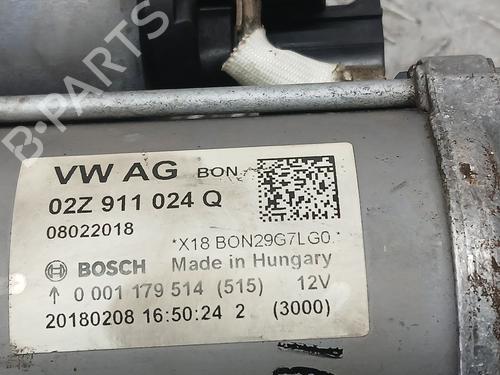 B-PARTS
VW AG BON
02Z 911 024 Q
08022018
*X18 BON29G7LG0.*
BOSCH Made in Hungary
↑ 0 001 179 514 (515) 12V
20180208 16:50:24 2 (3000)